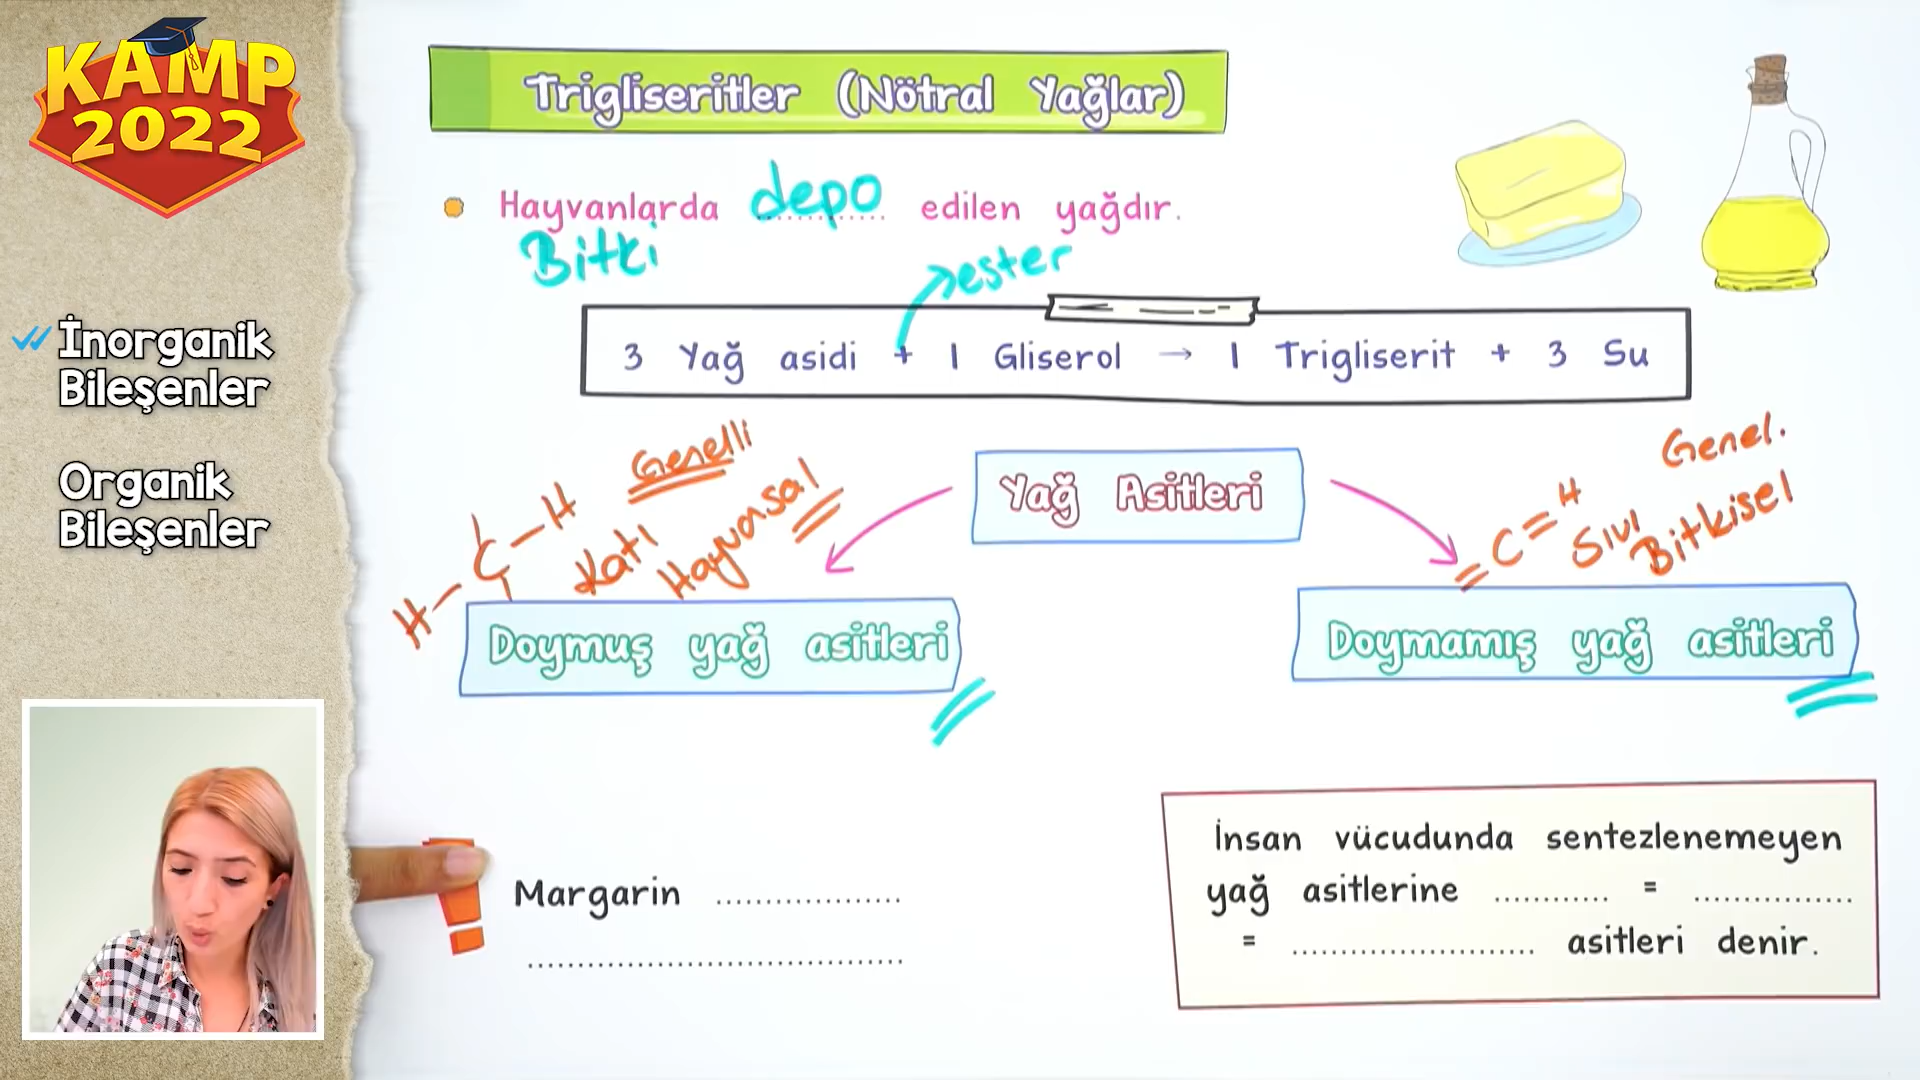 KAMP
2022
İnorganik
Bileşenler
Organik
Bileşenler
Trigliseritler (Nötral Yağlar)
Hayvanlarda depo edilen yağdır.
Bitki
ester
3 Yağ asidi + 1 Gliserol → 1 Trigliserit + 3 Su
Yağ Asitleri
Genelli
Katı
Hayvansal
H-C-H
Doymuş yağ asitleri
Genel.
Sıvı
Bitkisel
=C=H
Doymamış yağ asitleri
Margarin ..................
.....................................
İnsan vücudunda sentezlenemeyen
yağ asitlerine ............ = ................
= ........................ asitleri denir.